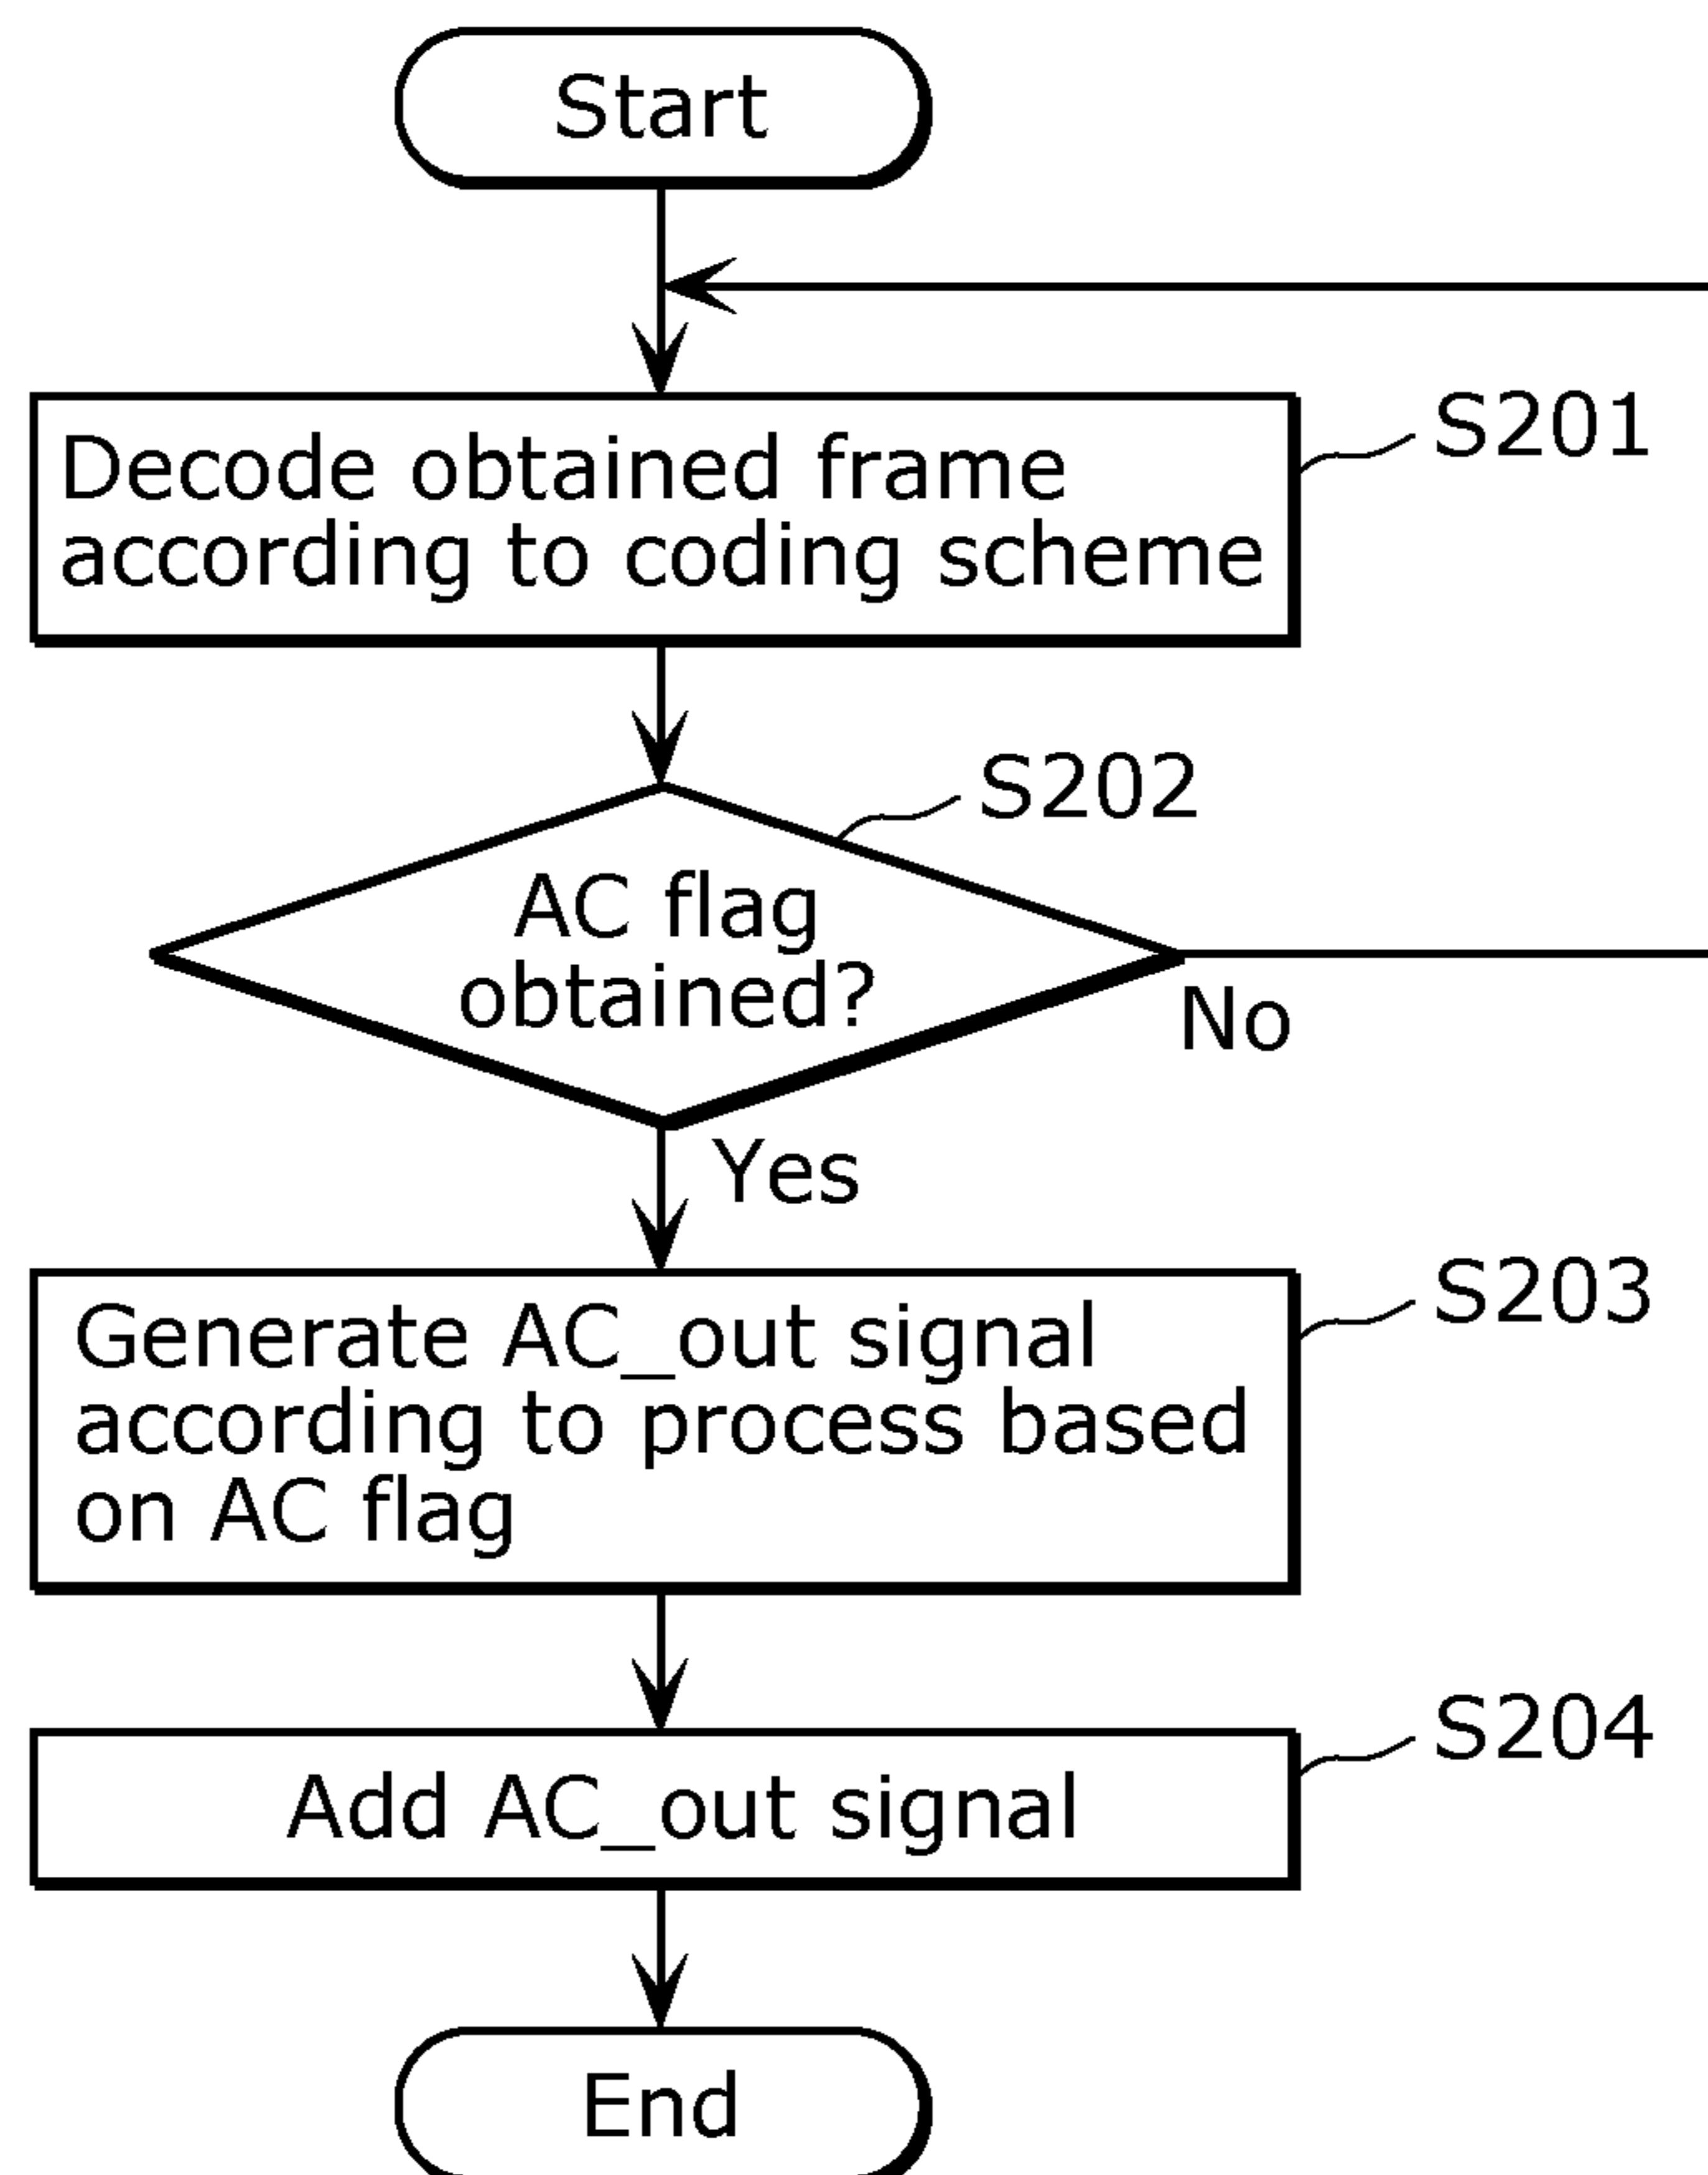 Start
Decode obtained frame
according to coding scheme
S201
S202
AC flag
obtained?
No
Yes
Generate AC_out signal
according to process based
on AC flag
S203
Add AC_out signal
S204
End